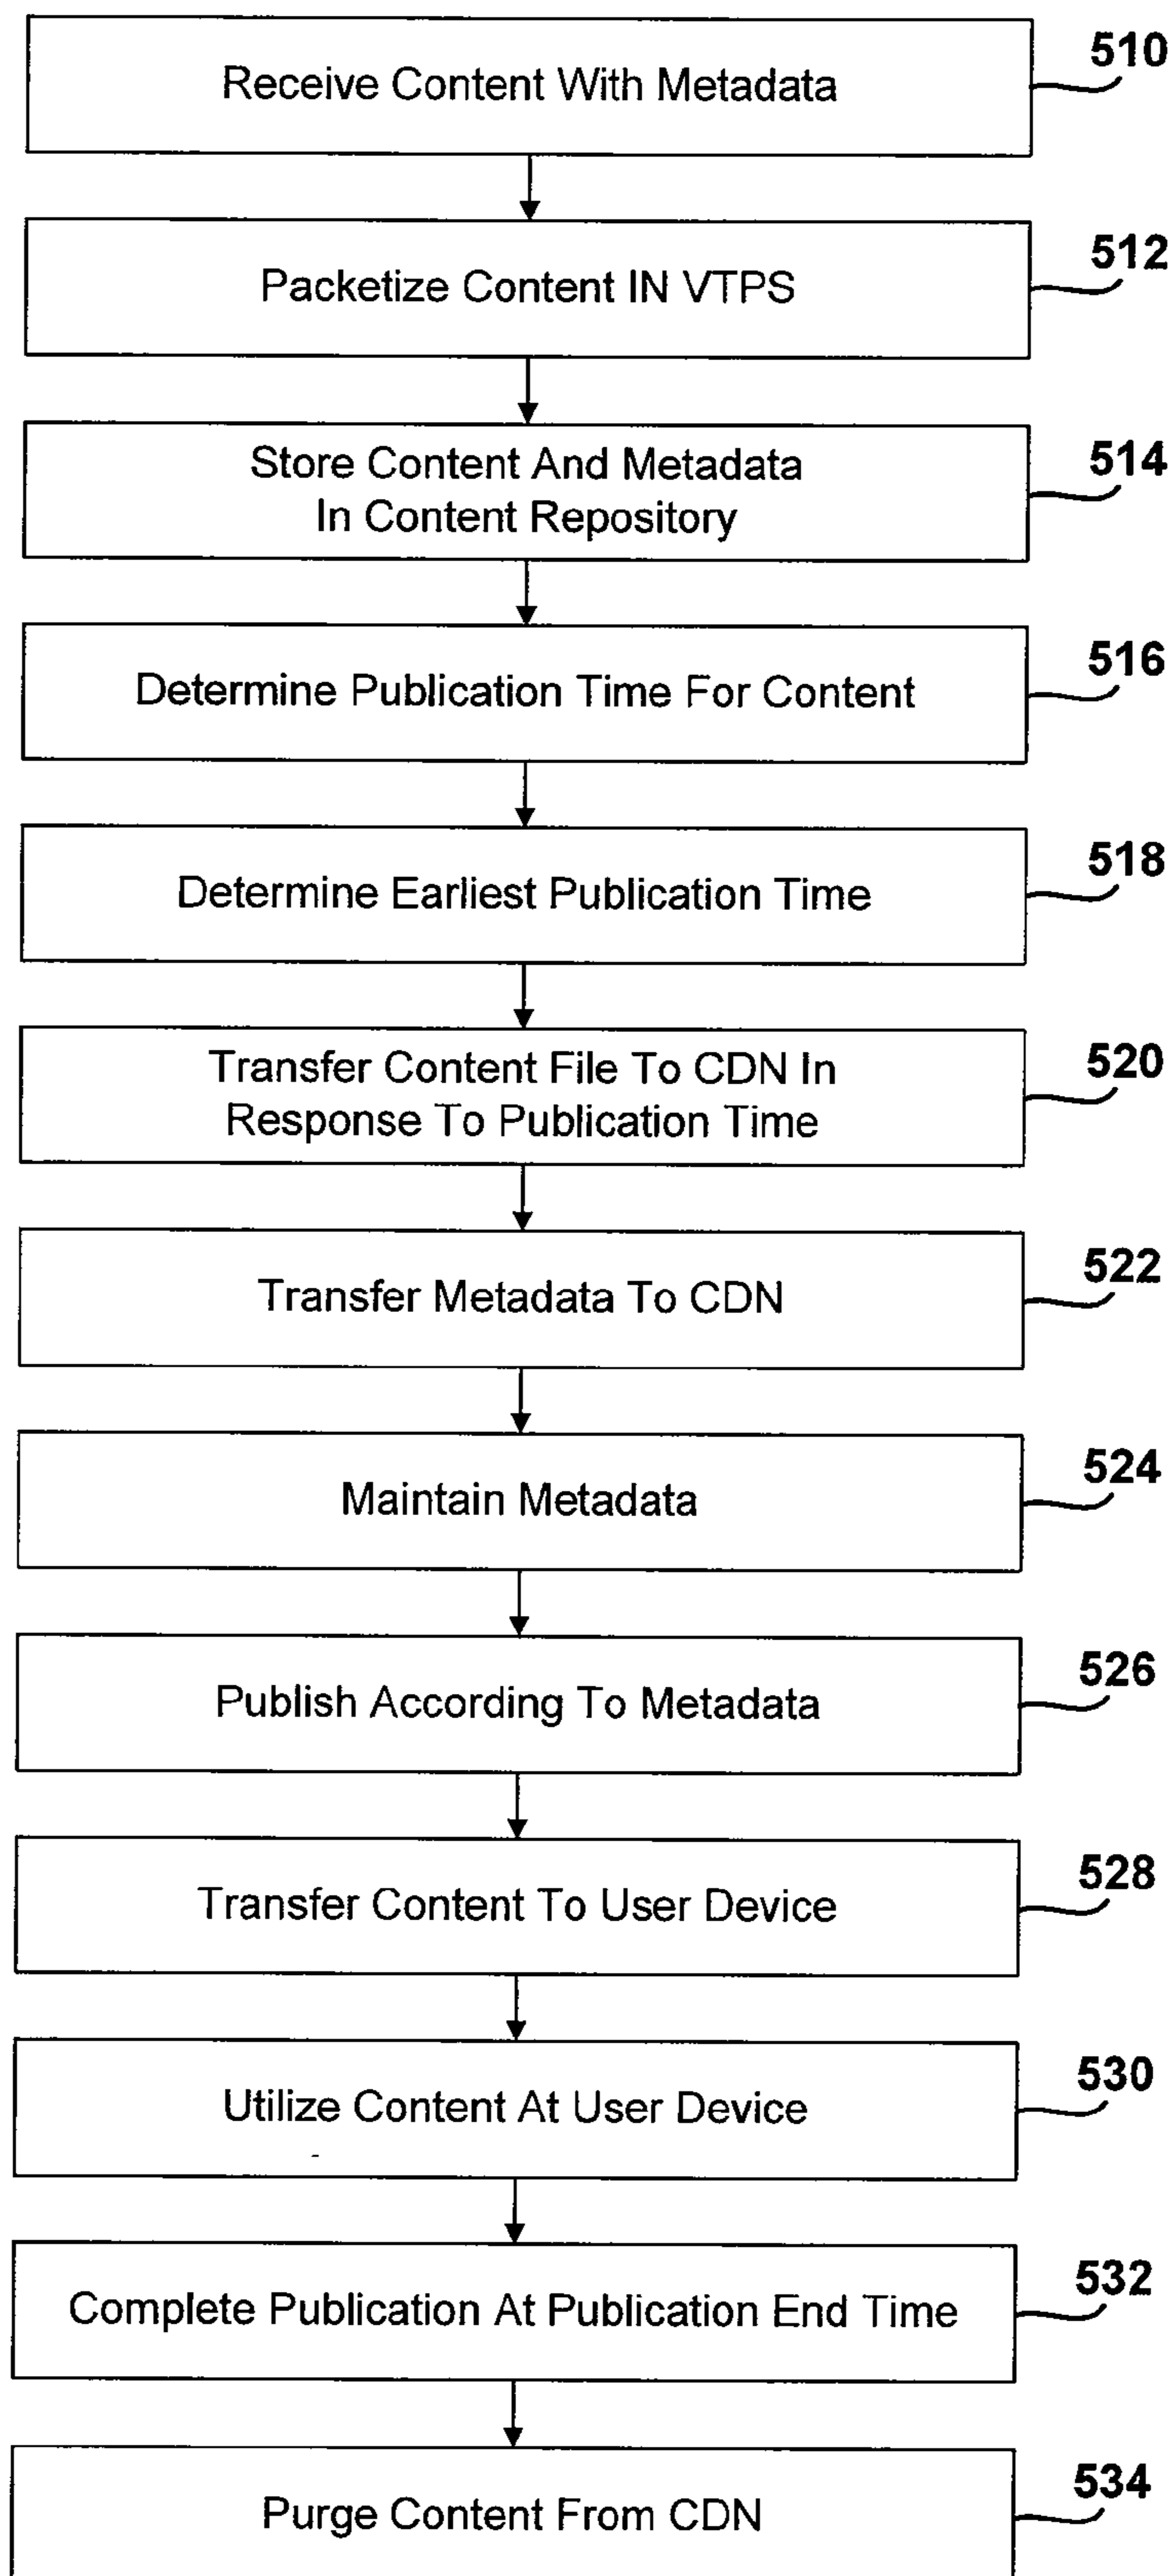 Receive Content With Metadata
510
Packetize Content IN VTPS
512
Store Content And Metadata
In Content Repository
514
Determine Publication Time For Content
516
Determine Earliest Publication Time
518
Transfer Content File To CDN In
Response To Publication Time
520
Transfer Metadata To CDN
522
Maintain Metadata
524
Publish According To Metadata
526
Transfer Content To User Device
528
Utilize Content At User Device
530
Complete Publication At Publication End Time
532
Purge Content From CDN
534